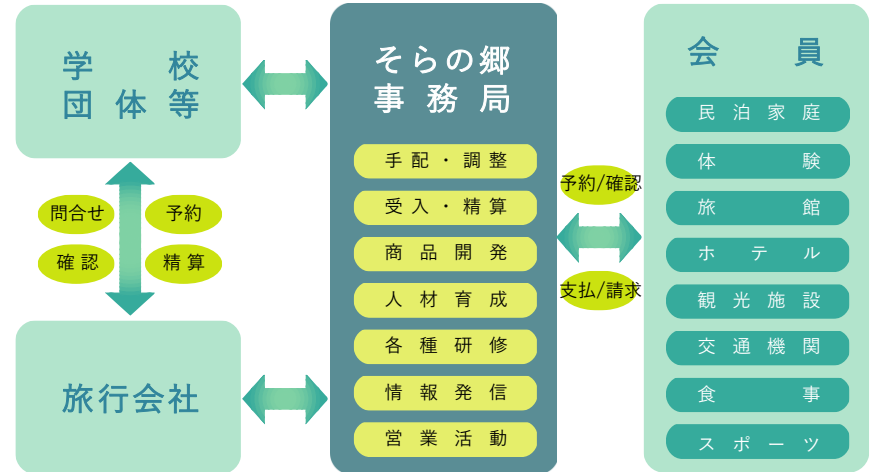 学校
団体等
問合せ
予約
確認
精算
旅行会社
そらの郷
事務局
手配・調整
受入・精算
商品開発
人材育成
各種研修
情報発信
営業活動
予約/確認
支払/請求
会員
民泊家庭
体験
旅館
ホテル
観光施設
交通機関
食事
スポーツ